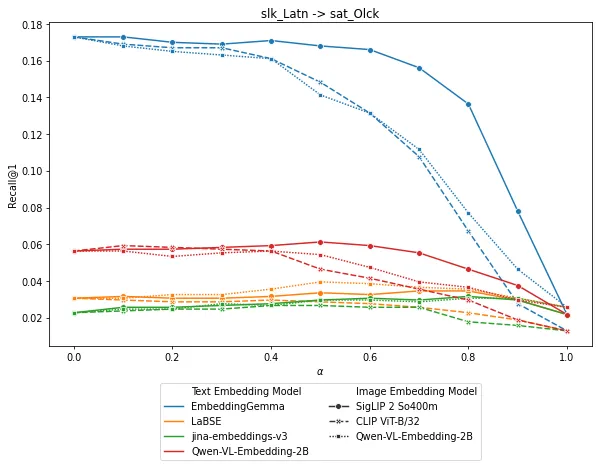 slk_Latn -> sat_Olck
Recall@1
0.18
0.16
0.14
0.12
0.10
0.08
0.06
0.04
0.02
0.0 0.2 0.4 0.6 0.8 1.0
α
Text Embedding Model Image Embedding Model
EmbeddingGemma SigLIP 2 So400m
LaBSE CLIP ViT-B/32
jina-embeddings-v3 Qwen-VL-Embedding-2B
Qwen-VL-Embedding-2B